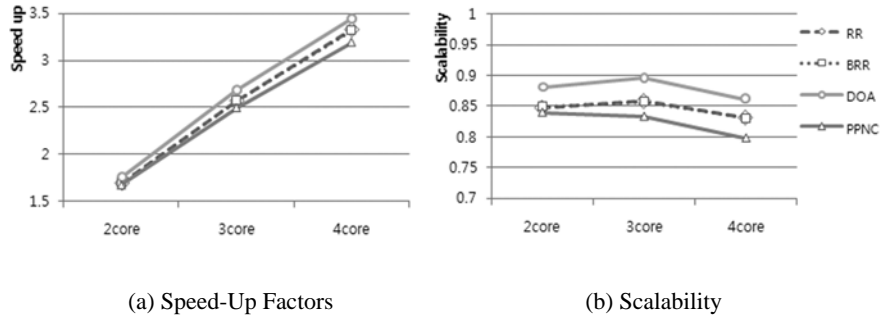 3.5
3
2.5
2
1.5
Speed up
2core
3core
4core
1
0.95
0.9
0.85
0.8
0.75
0.7
Scalability
2core
3core
4core
RR
BRR
DOA
PPNC
(a) Speed-Up Factors
(b) Scalability